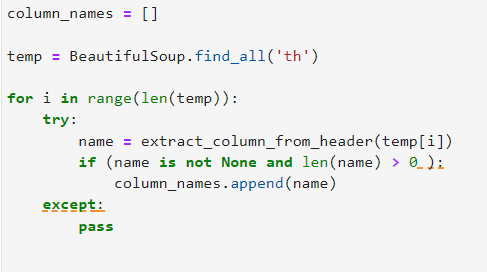 column_names = []
temp = BeautifulSoup.find_all('th')
for i in range(len(temp)):
    try:
        name = extract_column_from_header(temp[i])
        if (name is not None and len(name) > 0 ):
            column_names.append(name)
    except:
        pass